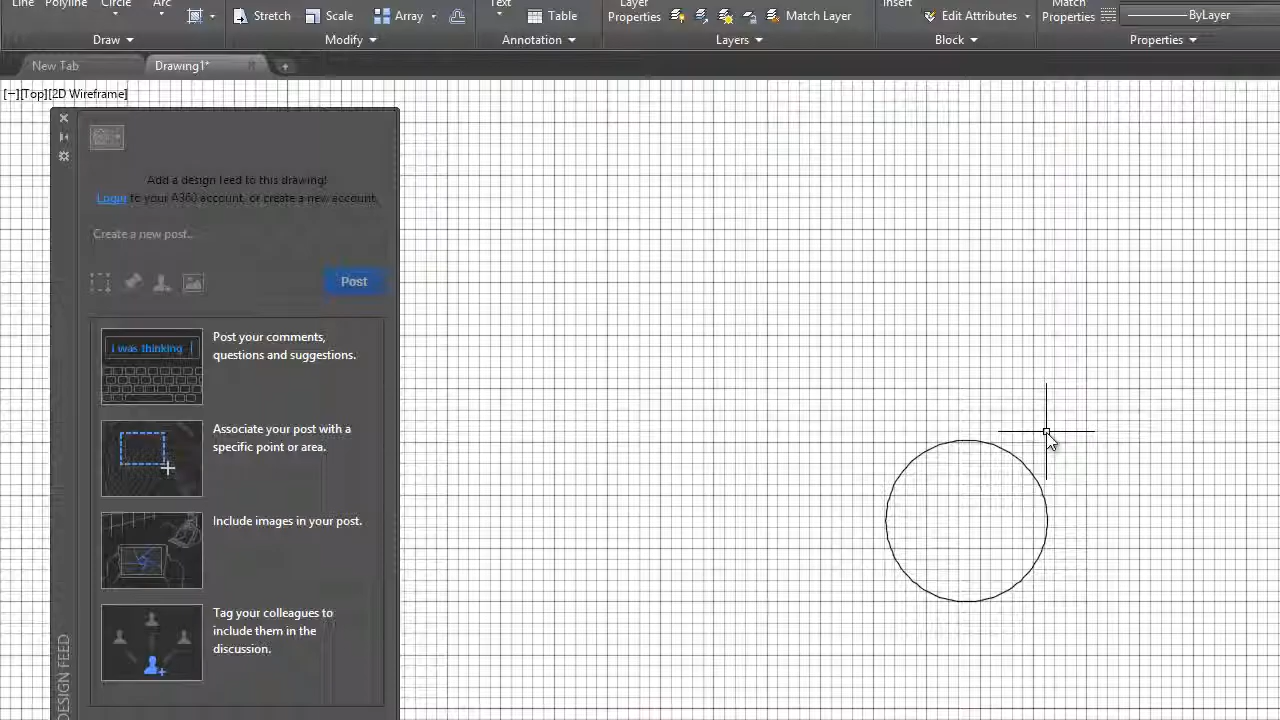 Line Polyline Circle Arc
Stretch Scale Array
Text
Table
Layer
Properties
Match Layer
Insert
Edit Attributes
Match
Properties
ByLayer
Draw Modify Annotation Layers Block Properties
New Tab Drawing1* +
[−][Top][2D Wireframe]
Add a design feed to this drawing!
Login to your A360 account, or create a new account.
Create a new post...
Post
I was thinking
Post your comments,
questions and suggestions.
Associate your post with a
specific point or area.
Include images in your post.
Tag your colleagues to
include them in the
discussion.
DESIGN FEED